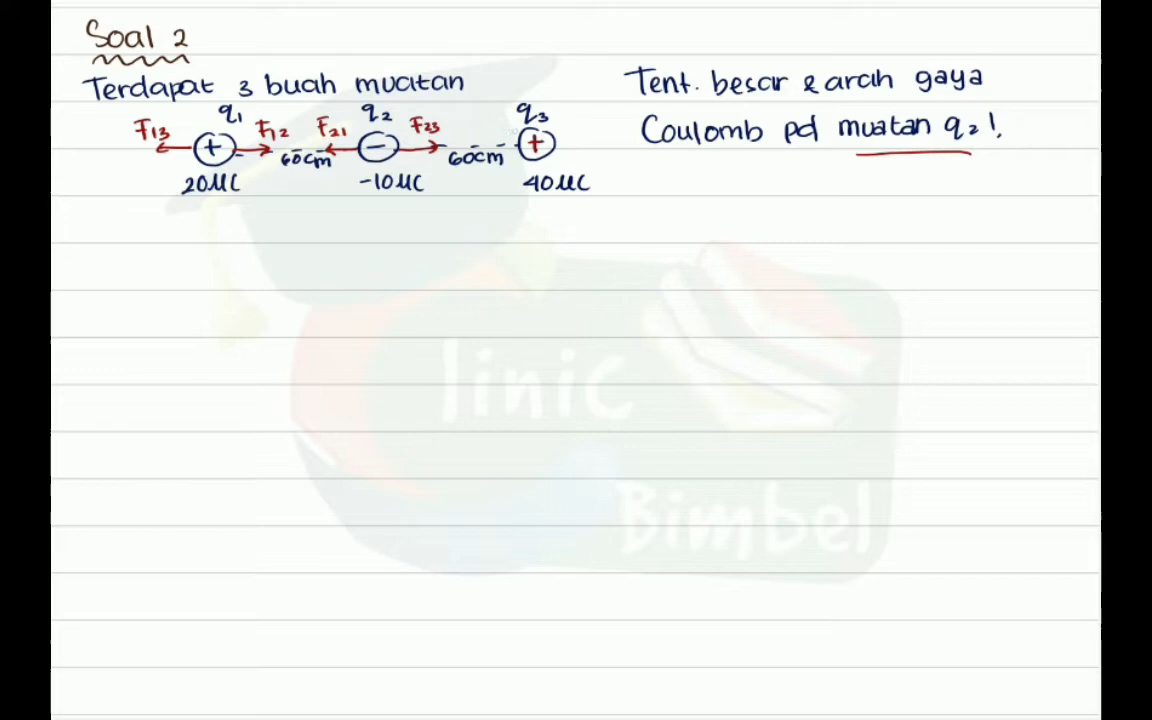 Soal 2
Terdapat 3 buah muatan
q1 q2 q3
F13 + F12 F21 − F23 +
60cm 60cm
20μC -10μC 40μC
Tent. besar & arah gaya
Coulomb pd muatan q2!
linic
Bimbel